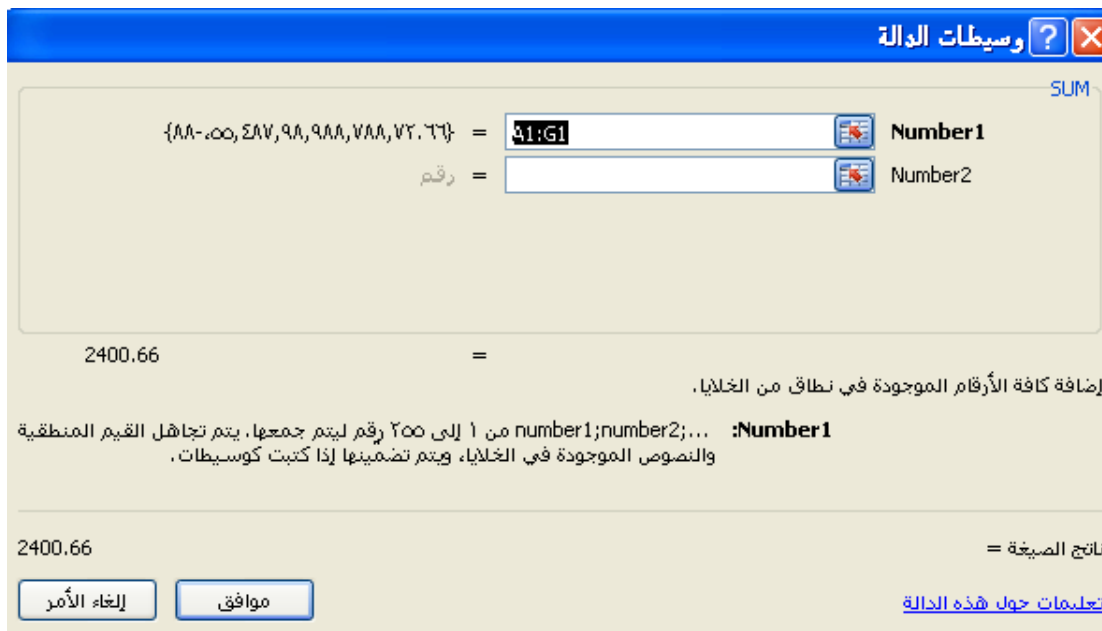 وسيطات الدالة
SUM
Number1 A1:G1 = {٨٨-،٥٥,٤٨٧,٩٨,٩٨٨,٧٨٨,٧٢.٦٦}
Number2 = رقم
= 2400.66
إضافة كافة الأرقام الموجودة في نطاق من الخلايا.
Number1: number1;number2;... من ١ إلى ٢٥٥ رقم ليتم جمعها. يتم تجاهل القيم المنطقية
والنصوص الموجودة في الخلايا، ويتم تضمينها إذا كتبت كوسيطات.
ناتج الصيغة = 2400.66
تعليمات حول هذه الدالة
موافق
إلغاء الأمر